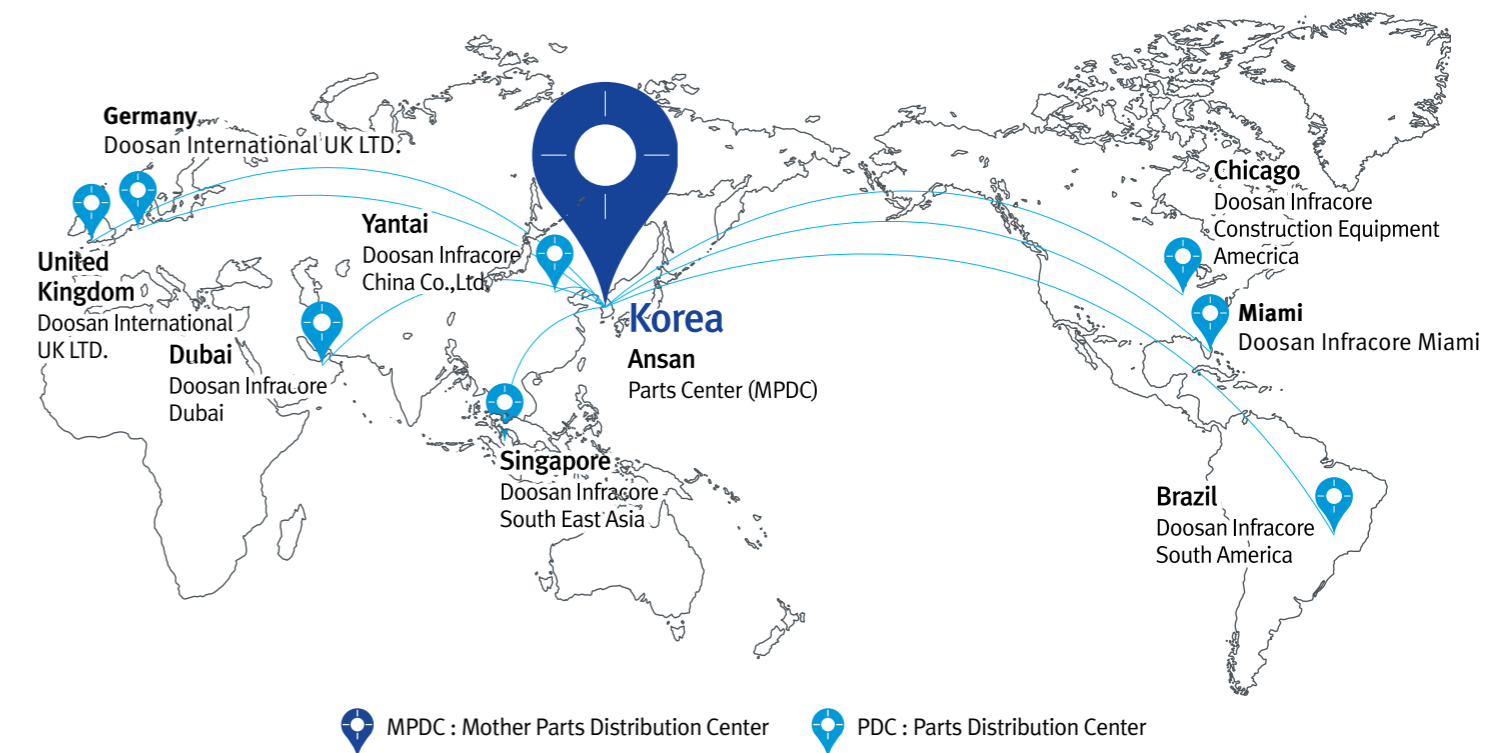 Germany
Doosan International UK LTD.
United
Kingdom
Doosan International
UK LTD.
Dubai
Doosan Infracore
Dubai
Yantai
Doosan Infracore
China Co.,Ltd.
Korea
Ansan
Parts Center (MPDC)
Singapore
Doosan Infracore
South East Asia
Chicago
Doosan Infracore
Construction Equipment
Amecrica
Miami
Doosan Infracore Miami
Brazil
Doosan Infracore
South America
MPDC : Mother Parts Distribution Center
PDC : Parts Distribution Center